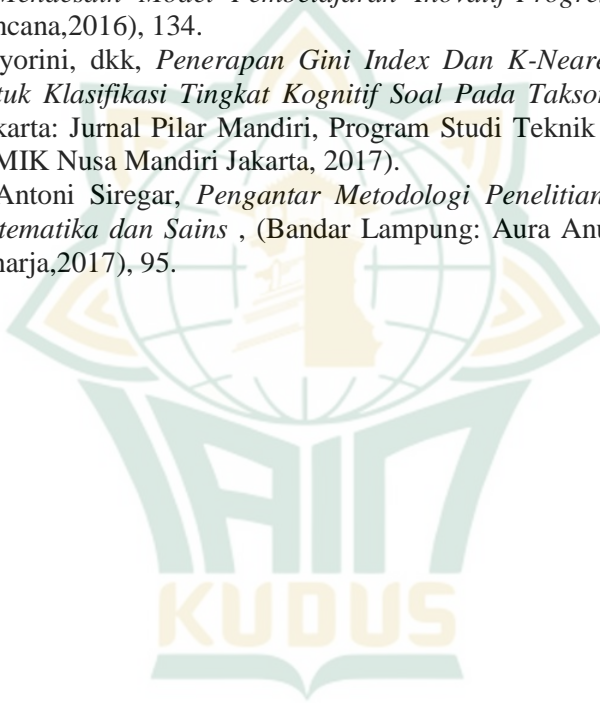 Mendesain Model Pembelajaran Inovatif Progre
ncana,2016), 134.
yorini, dkk, Penerapan Gini Index Dan K-Neare
tuk Klasifikasi Tingkat Kognitif Soal Pada Takso
karta: Jurnal Pilar Mandiri, Program Studi Teknik
MIK Nusa Mandiri Jakarta, 2017).
Antoni Siregar, Pengantar Metodologi Penelitian
tematika dan Sains , (Bandar Lampung: Aura Anu
harja,2017), 95.
IAIN
KUDUS